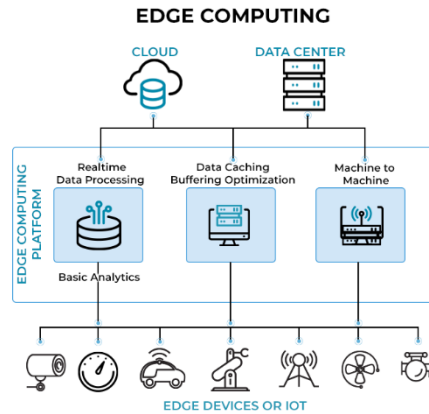 EDGE COMPUTING
CLOUD
DATA CENTER
EDGE COMPUTING
PLATFORM
Realtime
Data Processing
Data Caching
Buffering Optimization
Machine to
Machine
Basic Analytics
EDGE DEVICES OR IOT